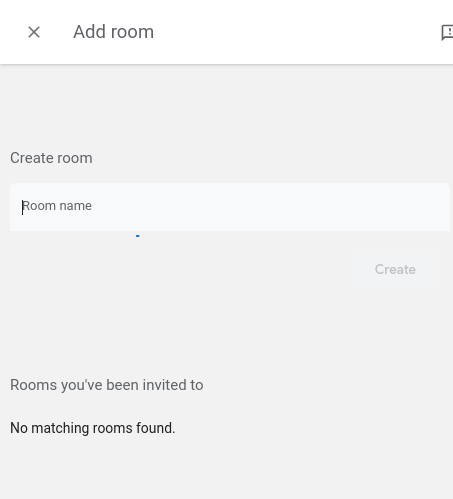 Add room
Create room
Room name
Create
Rooms you've been invited to
No matching rooms found.